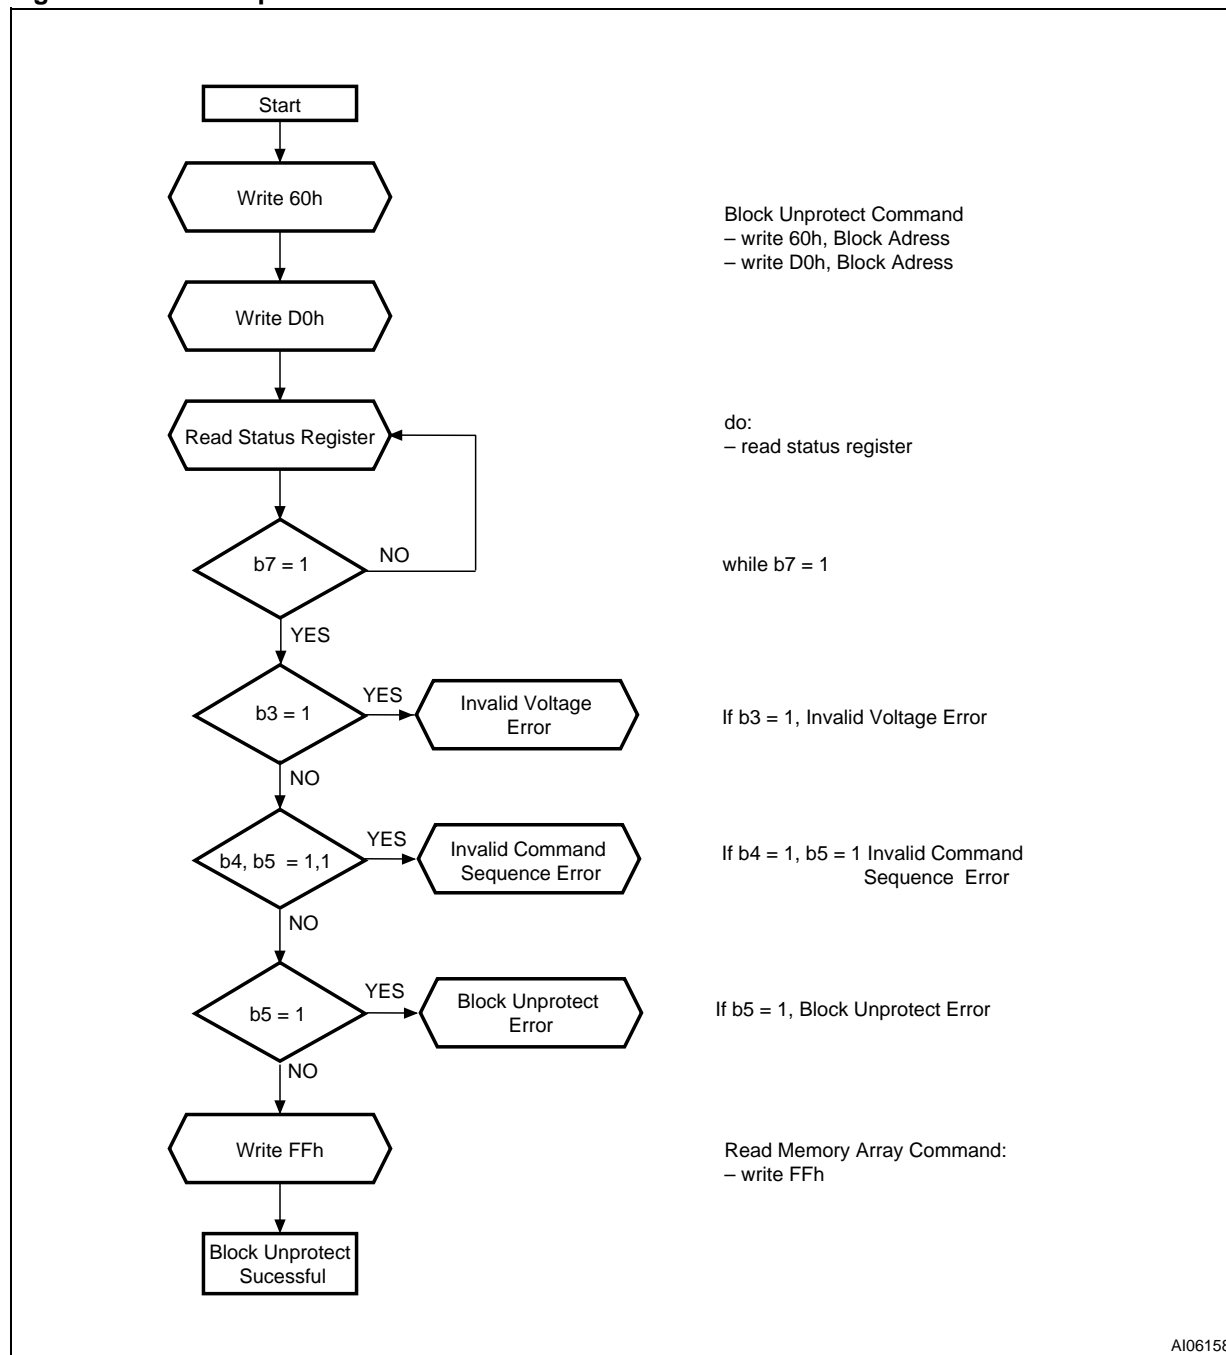 Start
Write 60h
Block Unprotect Command
– write 60h, Block Adress
– write D0h, Block Adress
Write D0h
Read Status Register
do:
– read status register
b7 = 1
NO
while b7 = 1
YES
b3 = 1
YES
Invalid Voltage
Error
If b3 = 1, Invalid Voltage Error
NO
b4, b5 = 1,1
YES
Invalid Command
Sequence Error
If b4 = 1, b5 = 1 Invalid Command
Sequence Error
NO
b5 = 1
YES
Block Unprotect
Error
If b5 = 1, Block Unprotect Error
NO
Write FFh
Read Memory Array Command:
– write FFh
Block Unprotect
Sucessful
AI06158